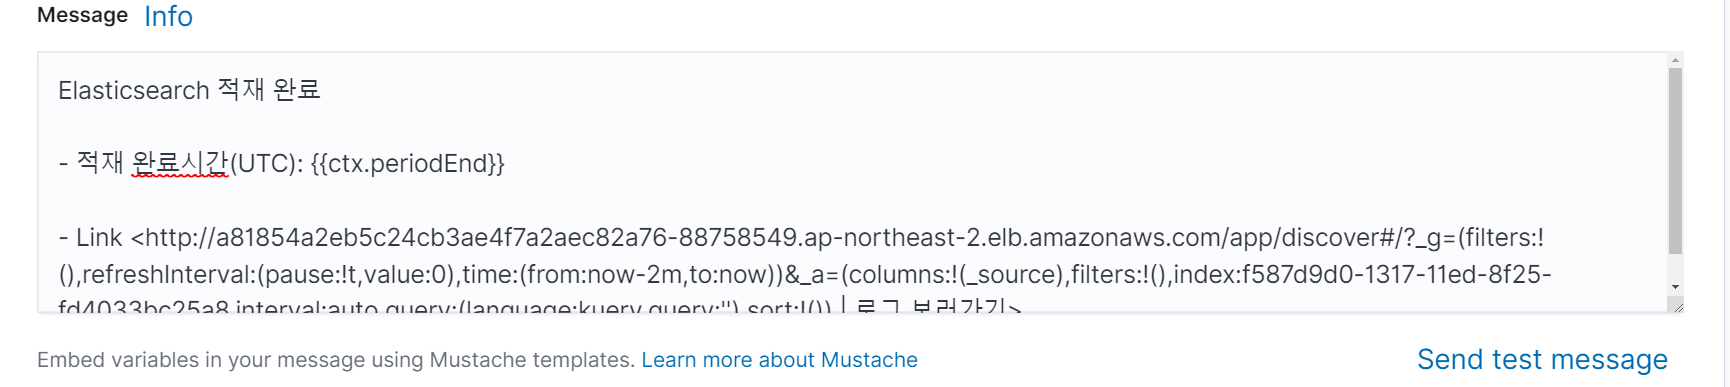 Message Info
Elasticsearch 적재 완료
- 적재 완료시간(UTC): {{ctx.periodEnd}}
- Link <http://a81854a2eb5c24cb3ae4f7a2aec82a76-88758549.ap-northeast-2.elb.amazonaws.com/app/discover#/?_g=(filters:!
(),refreshInterval:(pause:!t,value:0),time:(from:now-2m,to:now))&_a=(columns:!(_source),filters:!(),index:f587d9d0-1317-11ed-8f25-
fd4033bc25a8,interval:auto,query:(language:kuery,query:''),sort:!()) | 로그 보러가기>
Embed variables in your message using Mustache templates. Learn more about Mustache
Send test message